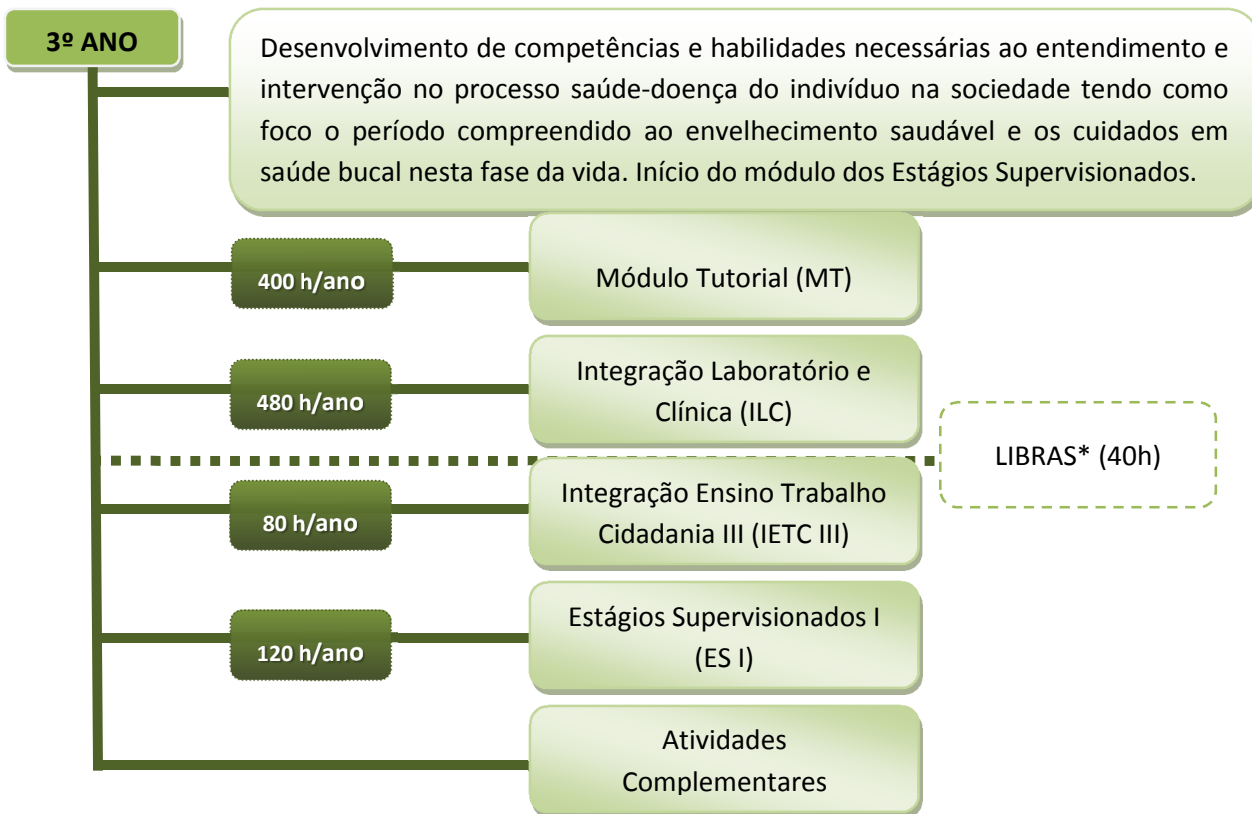 3º ANO
Desenvolvimento de competências e habilidades necessárias ao entendimento e
intervenção no processo saúde-doença do indivíduo na sociedade tendo como
foco o período compreendido ao envelhecimento saudável e os cuidados em
saúde bucal nesta fase da vida. Início do módulo dos Estágios Supervisionados.
400 h/ano
Módulo Tutorial (MT)
480 h/ano
Integração Laboratório e
Clínica (ILC)
LIBRAS* (40h)
80 h/ano
Integração Ensino Trabalho
Cidadania III (IETC III)
120 h/ano
Estágios Supervisionados I
(ES I)
Atividades
Complementares